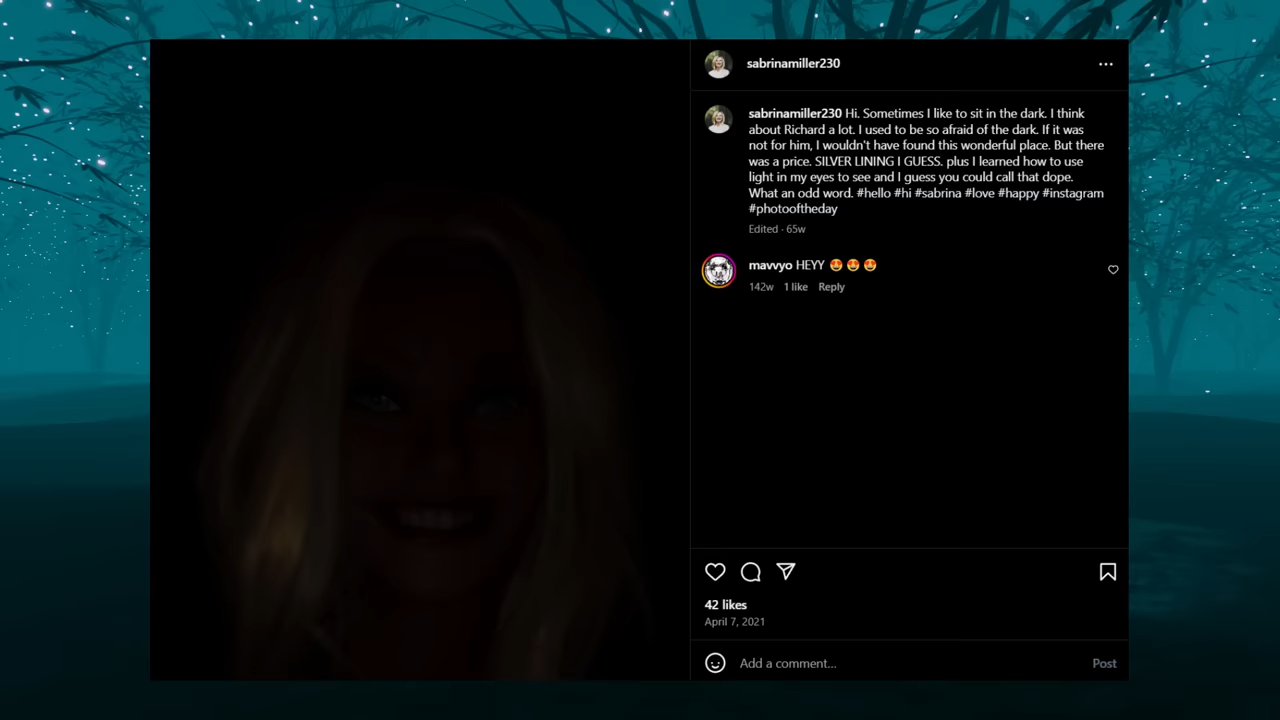 sabrinamiller230
sabrinamiller230 Hi. Sometimes I like to sit in the dark. I think
about Richard a lot. I used to be so afraid of the dark. If it was
not for him, I wouldn't have found this wonderful place. But there
was a price. SILVER LINING I GUESS. plus I learned how to use
light in my eyes to see and I guess you could call that dope.
What an odd word. #hello #hi #sabrina #love #happy #instagram
#photooftheday
Edited · 65w
mavvyo HEYY 😍 😍 😍
142w 1 like Reply
42 likes
April 7, 2021
Add a comment...
Post